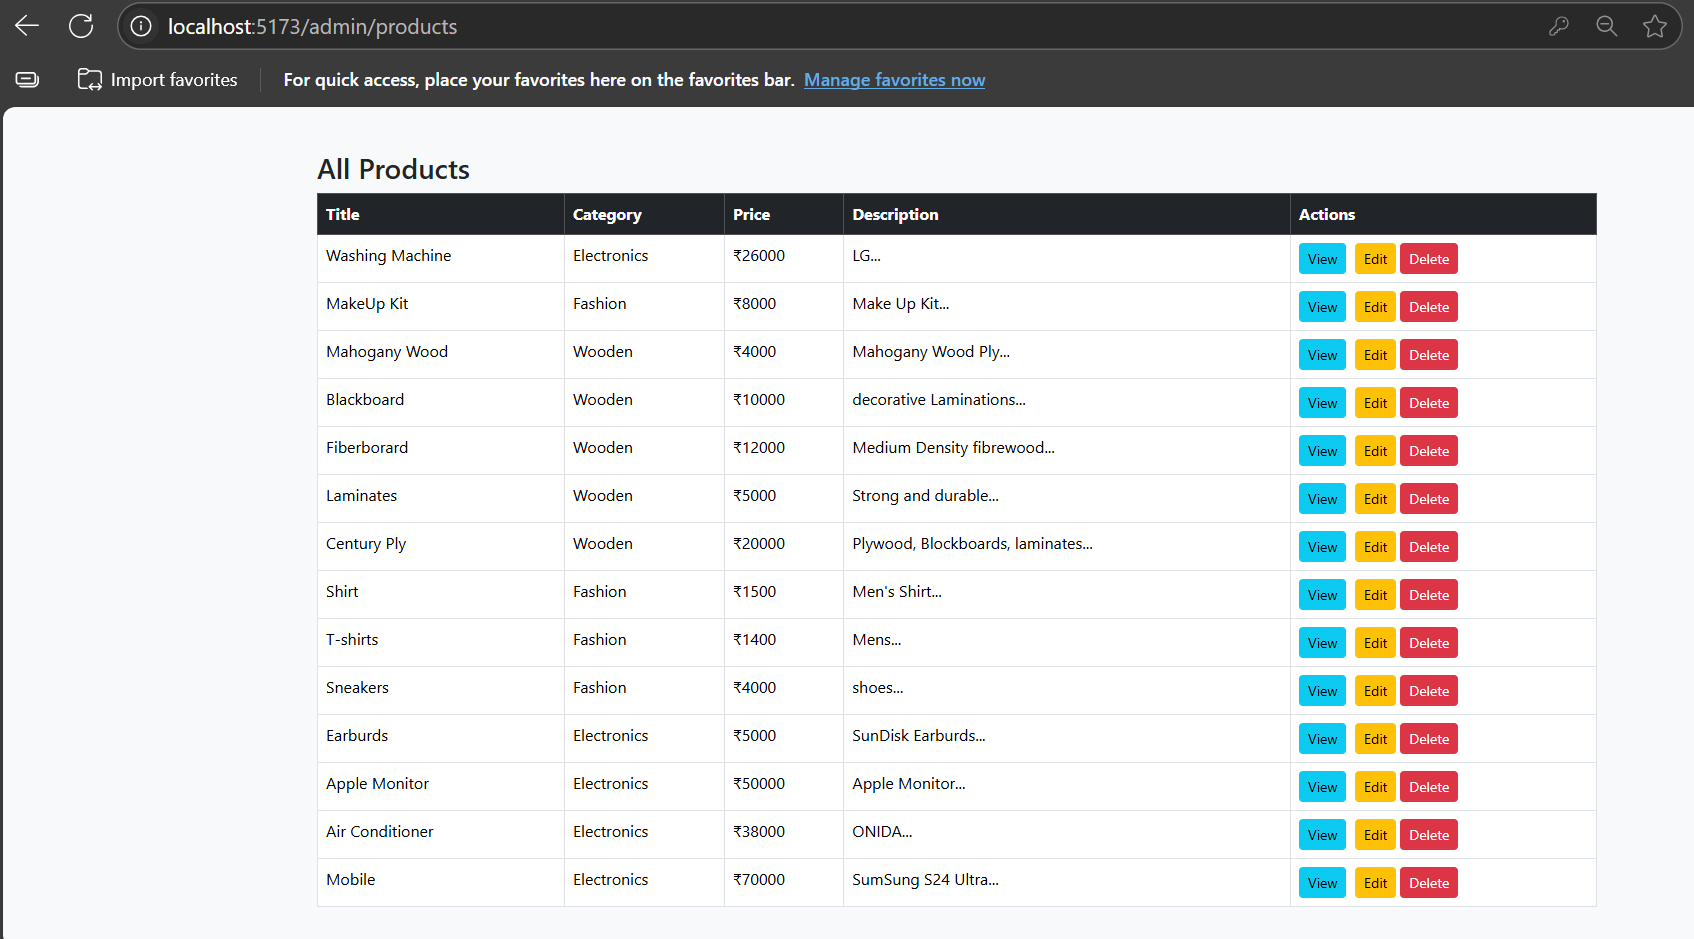 localhost:5173/admin/products
Import favorites For quick access, place your favorites here on the favorites bar. Manage favorites now
All Products
Title Category Price Description Actions
Washing Machine Electronics ₹26000 LG... View Edit Delete
MakeUp Kit Fashion ₹8000 Make Up Kit... View Edit Delete
Mahogany Wood Wooden ₹4000 Mahogany Wood Ply... View Edit Delete
Blackboard Wooden ₹10000 decorative Laminations... View Edit Delete
Fiberborard Wooden ₹12000 Medium Density fibrewood... View Edit Delete
Laminates Wooden ₹5000 Strong and durable... View Edit Delete
Century Ply Wooden ₹20000 Plywood, Blockboards, laminates... View Edit Delete
Shirt Fashion ₹1500 Men's Shirt... View Edit Delete
T-shirts Fashion ₹1400 Mens... View Edit Delete
Sneakers Fashion ₹4000 shoes... View Edit Delete
Earburds Electronics ₹5000 SunDisk Earburds... View Edit Delete
Apple Monitor Electronics ₹50000 Apple Monitor... View Edit Delete
Air Conditioner Electronics ₹38000 ONIDA... View Edit Delete
Mobile Electronics ₹70000 SumSung S24 Ultra... View Edit Delete